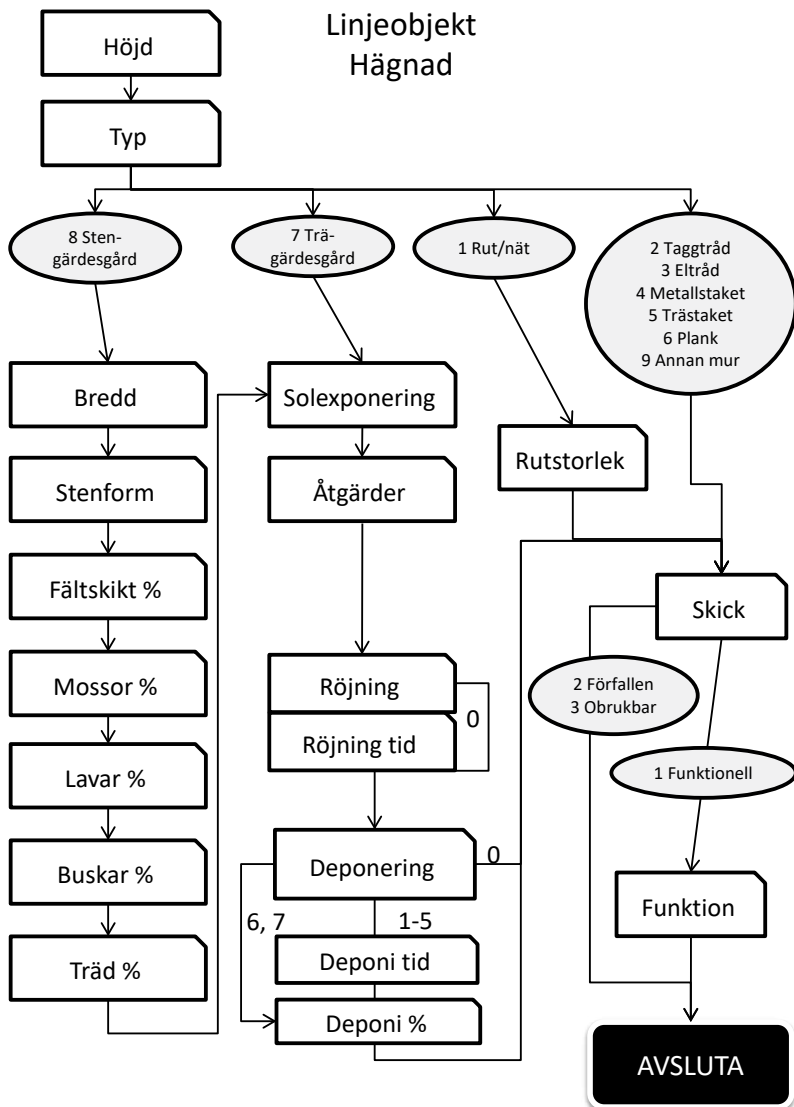 Linjeobjekt
Hägnad
Höjd
Typ
8 Sten-
gärdesgård
7 Trä-
gärdesgård
1 Rut/nät
2 Taggtråd
3 Eltråd
4 Metallstaket
5 Trästaket
6 Plank
9 Annan mur
Bredd
Stenform
Fältskikt %
Mossor %
Lavar %
Buskar %
Träd %
Solexponering
Åtgärder
Röjning
0
Röjning tid
Deponering
0
6, 7
1-5
Deponi tid
Deponi %
Rutstorlek
Skick
2 Förfallen
3 Obrukbar
1 Funktionell
Funktion
AVSLUTA